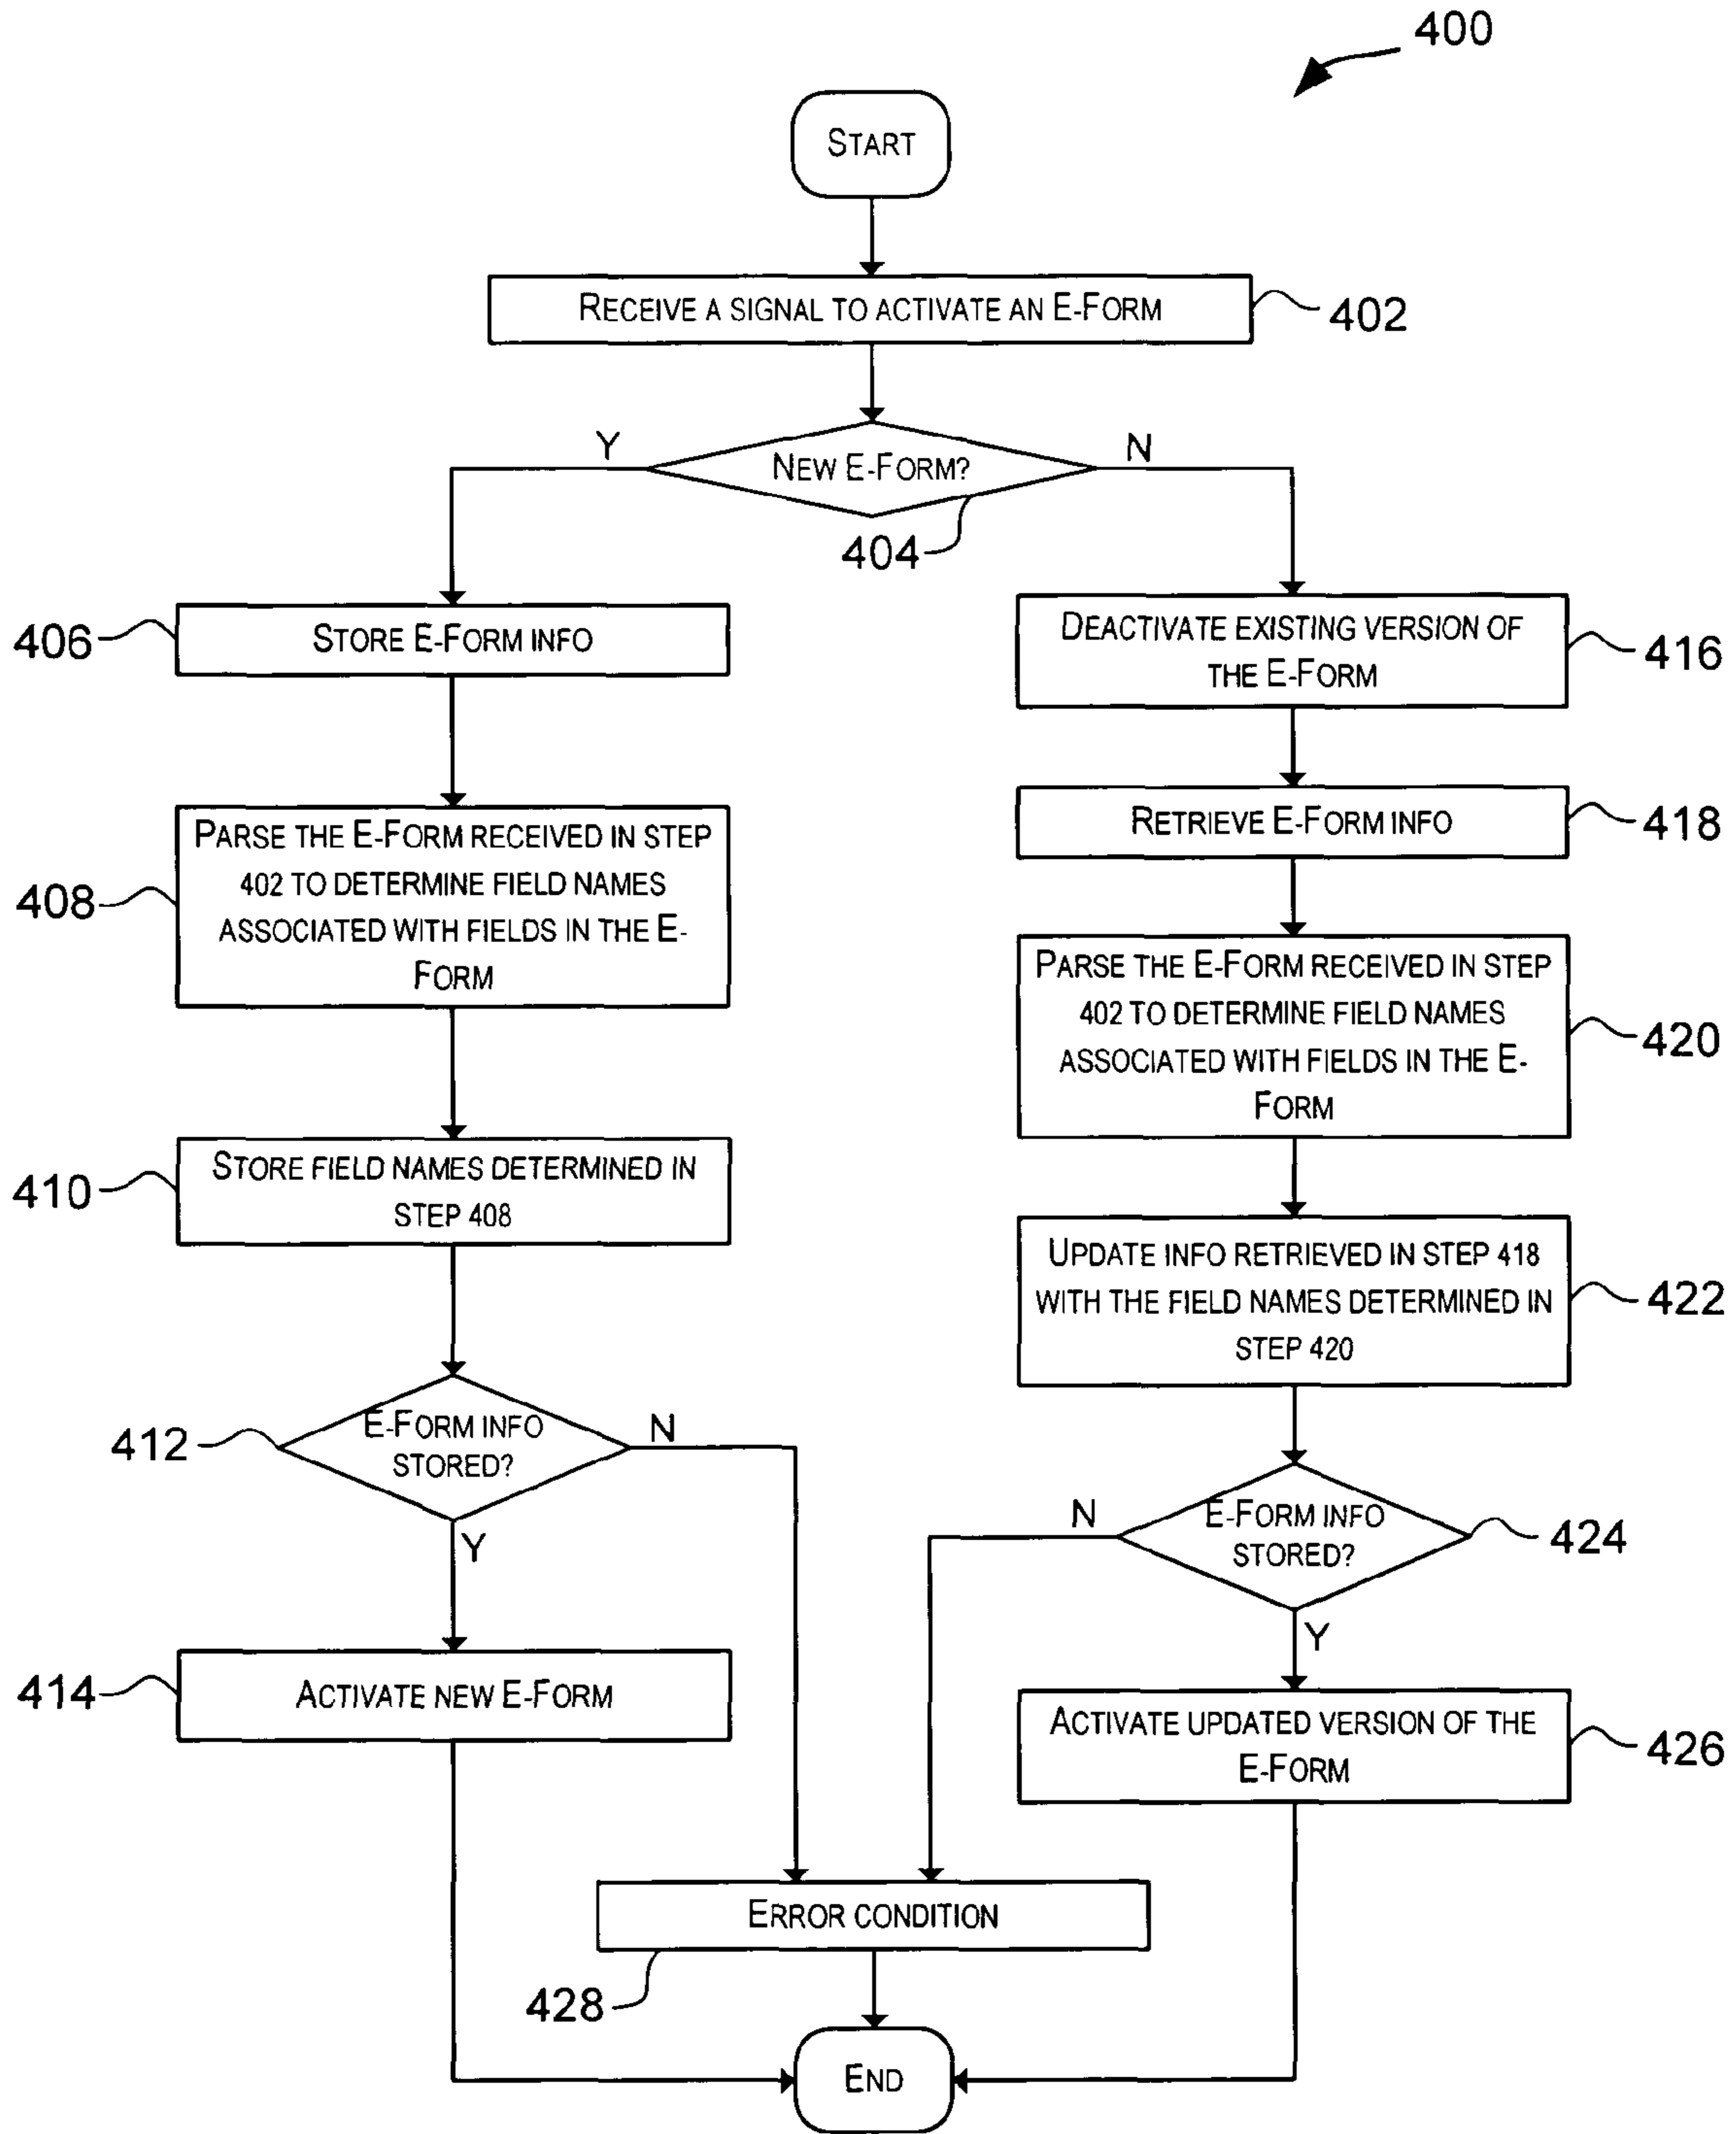 400
START
RECEIVE A SIGNAL TO ACTIVATE AN E-FORM
402
Y
NEW E-FORM?
N
404
406
STORE E-FORM INFO
DEACTIVATE EXISTING VERSION OF
THE E-FORM
416
RETRIEVE E-FORM INFO
418
408
PARSE THE E-FORM RECEIVED IN STEP
402 TO DETERMINE FIELD NAMES
ASSOCIATED WITH FIELDS IN THE E-
FORM
PARSE THE E-FORM RECEIVED IN STEP
402 TO DETERMINE FIELD NAMES
ASSOCIATED WITH FIELDS IN THE E-
FORM
420
410
STORE FIELD NAMES DETERMINED IN
STEP 408
UPDATE INFO RETRIEVED IN STEP 418
WITH THE FIELD NAMES DETERMINED IN
STEP 420
422
412
E-FORM INFO
STORED?
N
Y
N
E-FORM INFO
STORED?
424
Y
414
ACTIVATE NEW E-FORM
ACTIVATE UPDATED VERSION OF THE
E-FORM
426
ERROR CONDITION
428
END